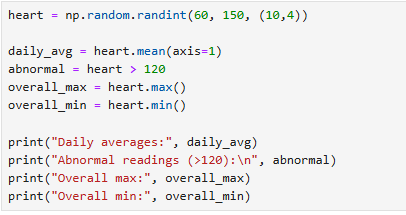 heart = np.random.randint(60, 150, (10,4))
daily_avg = heart.mean(axis=1)
abnormal = heart > 120
overall_max = heart.max()
overall_min = heart.min()
print("Daily averages:", daily_avg)
print("Abnormal readings (>120):\n", abnormal)
print("Overall max:", overall_max)
print("Overall min:", overall_min)